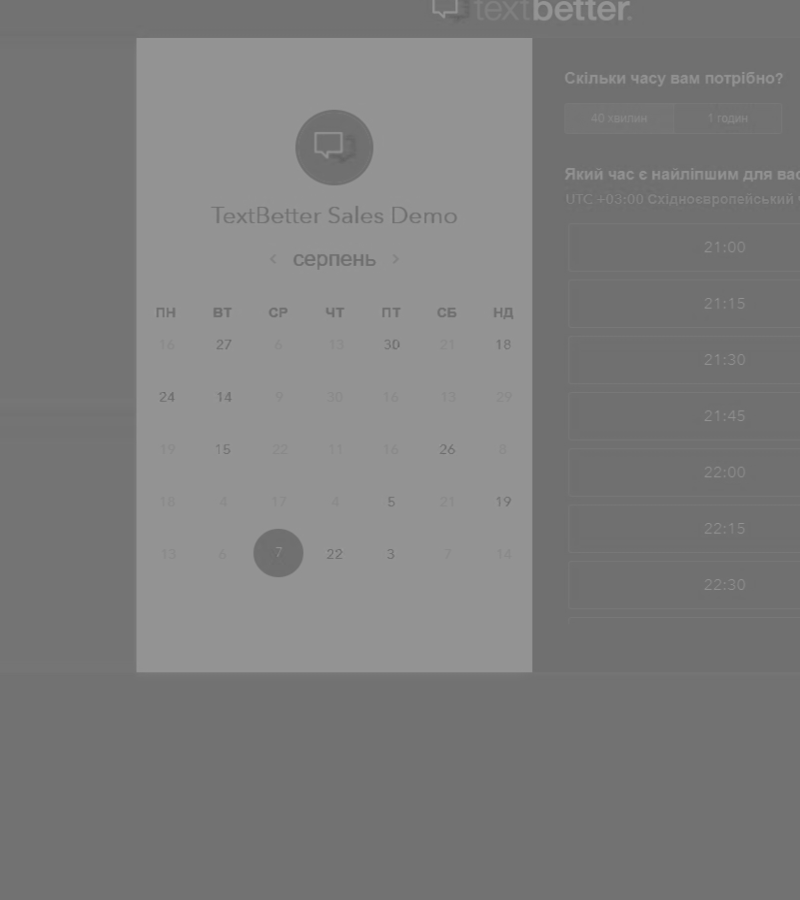 textbetter.
TextBetter Sales Demo
‹ серпень ›
ПН ВТ СР ЧТ ПТ СБ НД
16 27 6 13 30 21 18
24 14 9 30 16 13 29
19 15 22 11 16 26 8
18 4 17 4 5 21 19
13 6 7 22 3 7 14
Скільки часу вам потрібно?
40 хвилин 1 годин
Який час є найліпшим для вас
UTC +03:00 Східноєвропейський
21:00
21:15
21:30
21:45
22:00
22:15
22:30